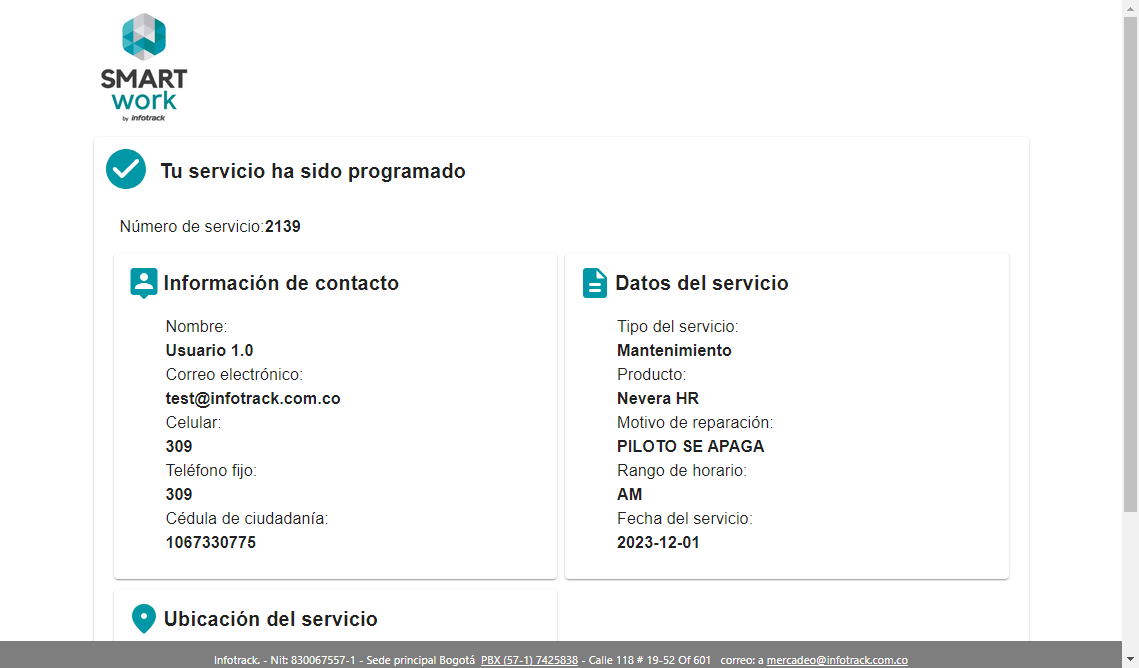 SMART
work
by infotrack
Tu servicio ha sido programado
Número de servicio:2139
Información de contacto
Nombre:
Usuario 1.0
Correo electrónico:
test@infotrack.com.co
Celular:
309
Teléfono fijo:
309
Cédula de ciudadanía:
1067330775
Datos del servicio
Tipo del servicio:
Mantenimiento
Producto:
Nevera HR
Motivo de reparación:
PILOTO SE APAGA
Rango de horario:
AM
Fecha del servicio:
2023-12-01
Ubicación del servicio
Infotrack. - Nit: 830067557-1 - Sede principal Bogotá PBX (57-1) 7425838 - Calle 118 # 19-52 Of 601 correo: a mercadeo@infotrack.com.co